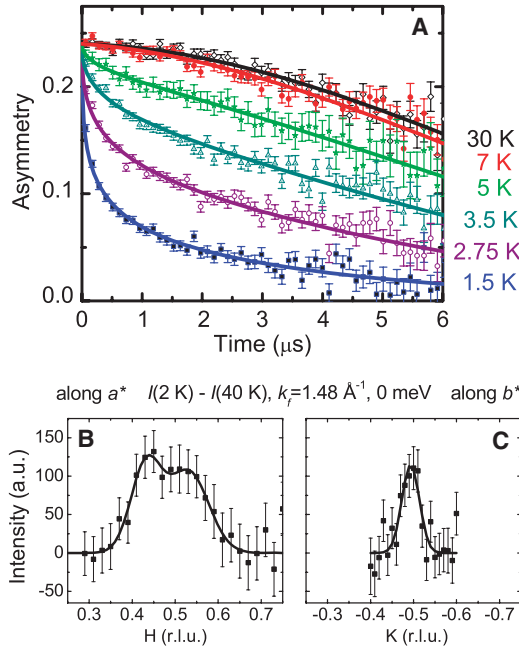 A
Asymmetry
0.2
0.1
0.0
30 K
7 K
5 K
3.5 K
2.75 K
1.5 K
0 1 2 3 4 5 6
Time (μs)
along a* I(2 K) - I(40 K), k_f=1.48 Å⁻¹, 0 meV along b*
B
C
Intensity (a.u.)
150
100
50
0
-50
0.3 0.4 0.5 0.6 0.7
H (r.l.u.)
-0.3 -0.4 -0.5 -0.6 -0.7
K (r.l.u.)